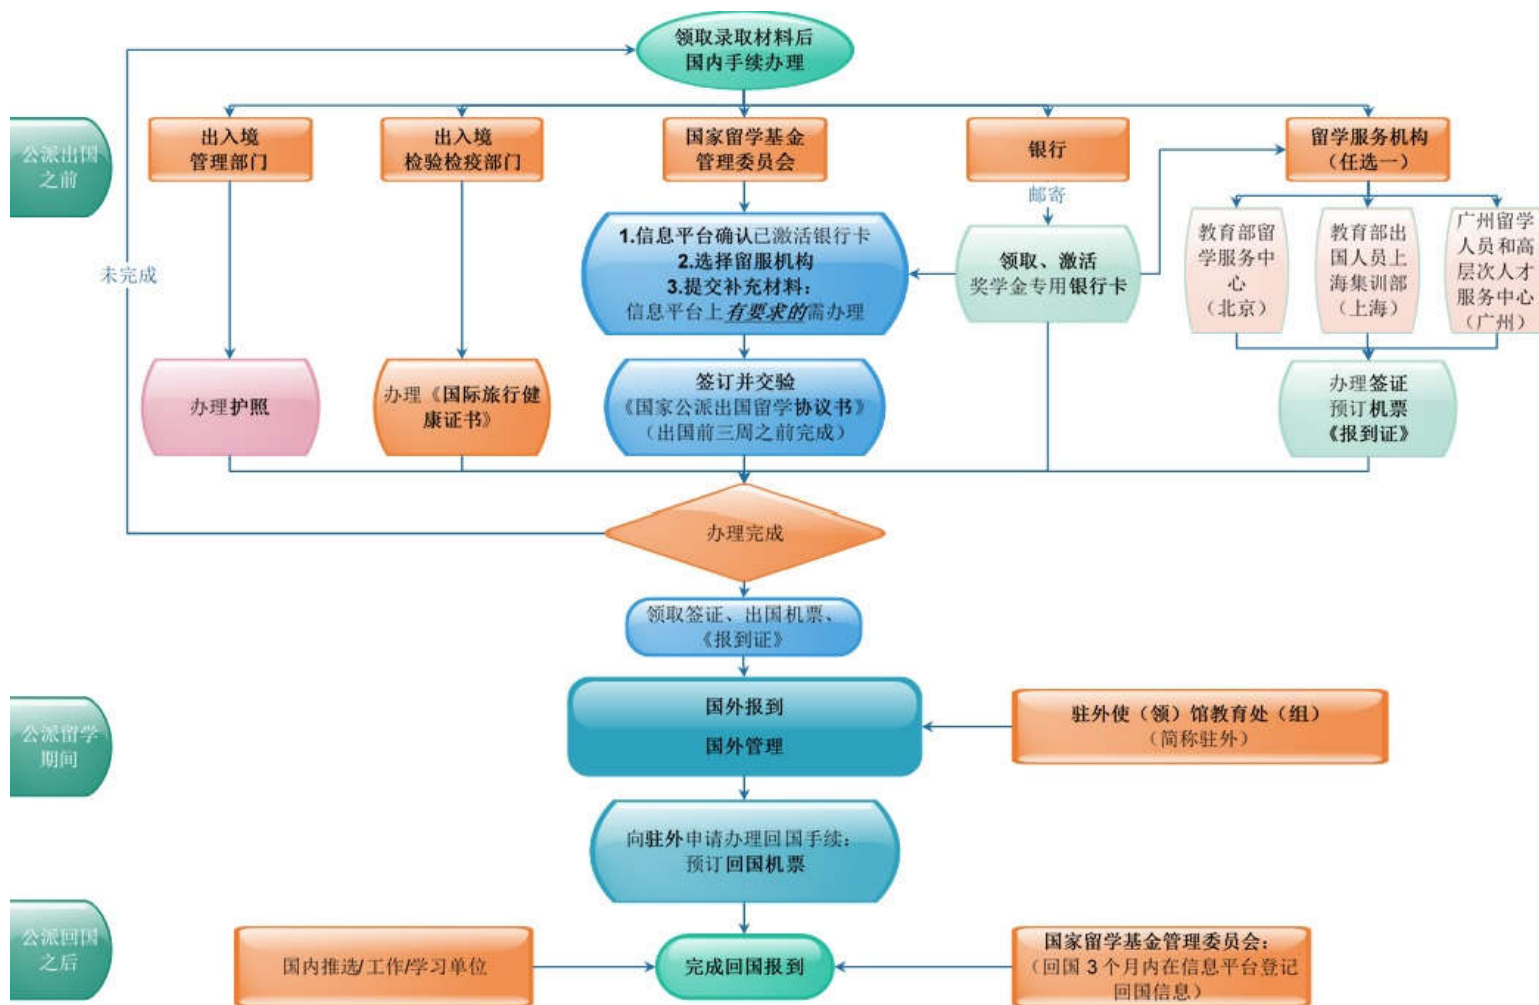 领取录取材料后
国内手续办理
公派出国
之前
出入境
管理部门
出入境
检验检疫部门
国家留学基金
管理委员会
银行
留学服务机构
（任选一）
邮寄
未完成
1.信息平台确认已激活银行卡
2.选择留服机构
3.提交补充材料：
信息平台上有要求的需办理
领取、激活
奖学金专用银行卡
教育部留
学服务中
心
（北京）
教育部出
国人员上
海集训部
（上海）
广州留学
人员和高
层次人才
服务中心
（广州）
办理护照
办理《国际旅行健
康证书》
签订并交验
《国家公派出国留学协议书》
（出国前三周之前完成）
办理签证
预订机票
《报到证》
办理完成
领取签证、出国机票、
《报到证》
公派留学
期间
国外报到
国外管理
驻外使（领）馆教育处（组）
（简称驻外）
向驻外申请办理回国手续：
预订回国机票
公派回国
之后
国内推选/工作/学习单位
完成回国报到
国家留学基金管理委员会：
（回国 3 个月内在信息平台登记
回国信息）